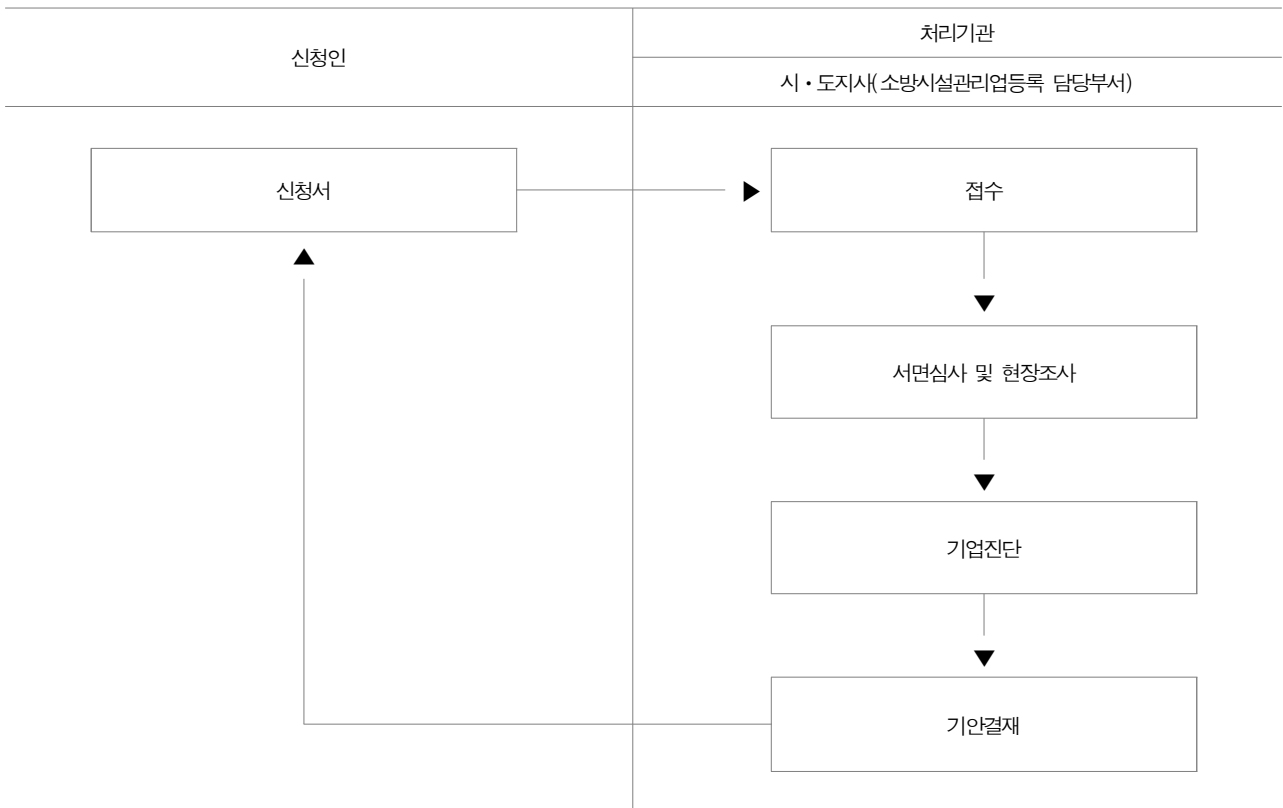 신청인
처리기관
시·도지사(소방시설관리업등록 담당부서)
신청서
접수
서면심사 및 현장조사
기업진단
기안결재